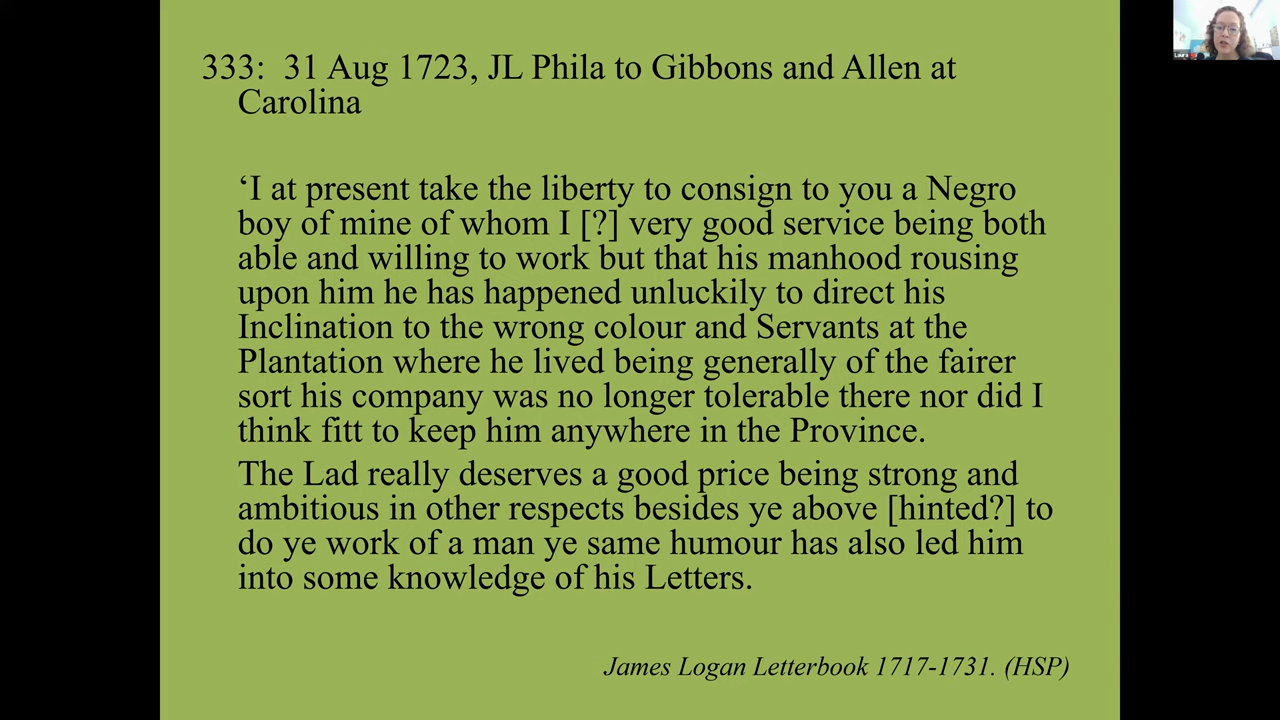 333: 31 Aug 1723, JL Phila to Gibbons and Allen at
Carolina
‘I at present take the liberty to consign to you a Negro
boy of mine of whom I [?] very good service being both
able and willing to work but that his manhood rousing
upon him he has happened unluckily to direct his
Inclination to the wrong colour and Servants at the
Plantation where he lived being generally of the fairer
sort his company was no longer tolerable there nor did I
think fitt to keep him anywhere in the Province.
The Lad really deserves a good price being strong and
ambitious in other respects besides ye above [hinted?] to
do ye work of a man ye same humour has also led him
into some knowledge of his Letters.
James Logan Letterbook 1717-1731. (HSP)
Laura